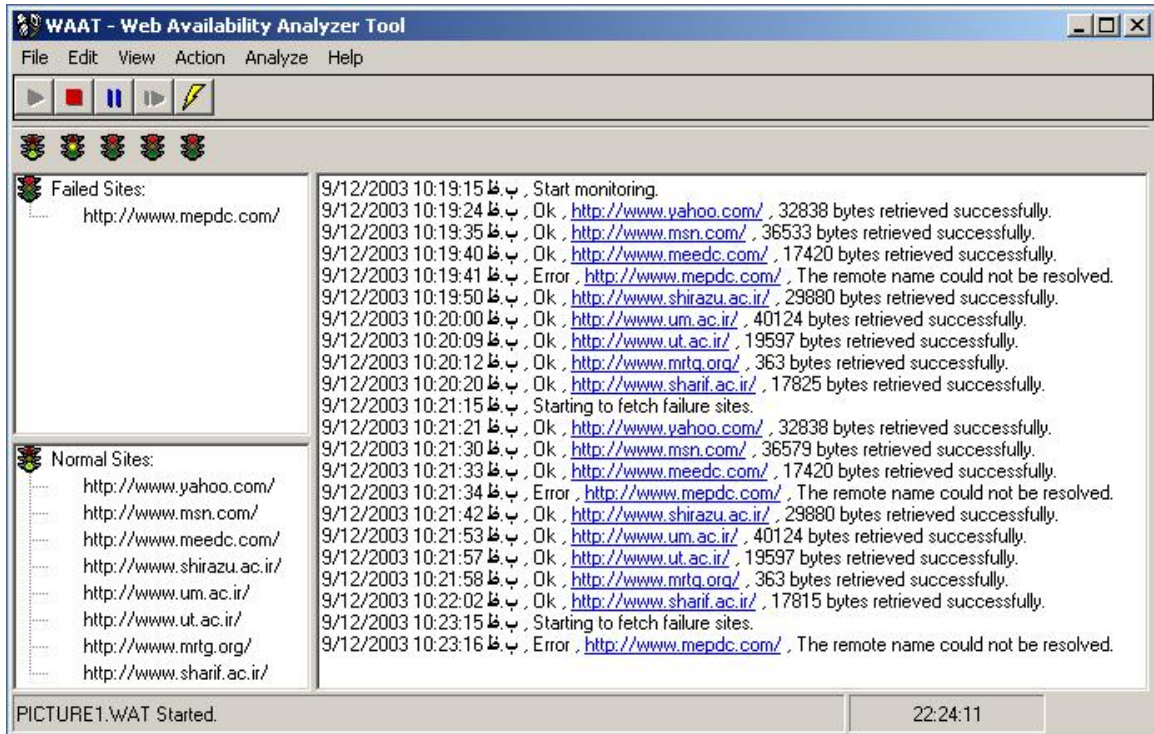 WAAT - Web Availability Analyzer Tool
File Edit View Action Analyze Help
Failed Sites:
http://www.mepdc.com/
Normal Sites:
http://www.yahoo.com/
http://www.msn.com/
http://www.meedc.com/
http://www.shirazu.ac.ir/
http://www.um.ac.ir/
http://www.ut.ac.ir/
http://www.mrtg.org/
http://www.sharif.ac.ir/
9/12/2003 10:19:15 ب.ظ , Start monitoring.
9/12/2003 10:19:24 ب.ظ , Ok , http://www.yahoo.com/ , 32838 bytes retrieved successfully.
9/12/2003 10:19:35 ب.ظ , Ok , http://www.msn.com/ , 36533 bytes retrieved successfully.
9/12/2003 10:19:40 ب.ظ , Ok , http://www.meedc.com/ , 17420 bytes retrieved successfully.
9/12/2003 10:19:41 ب.ظ , Error , http://www.mepdc.com/ , The remote name could not be resolved.
9/12/2003 10:19:50 ب.ظ , Ok , http://www.shirazu.ac.ir/ , 29880 bytes retrieved successfully.
9/12/2003 10:20:00 ب.ظ , Ok , http://www.um.ac.ir/ , 40124 bytes retrieved successfully.
9/12/2003 10:20:09 ب.ظ , Ok , http://www.ut.ac.ir/ , 19597 bytes retrieved successfully.
9/12/2003 10:20:12 ب.ظ , Ok , http://www.mrtg.org/ , 363 bytes retrieved successfully.
9/12/2003 10:20:20 ب.ظ , Ok , http://www.sharif.ac.ir/ , 17825 bytes retrieved successfully.
9/12/2003 10:21:15 ب.ظ , Starting to fetch failure sites.
9/12/2003 10:21:21 ب.ظ , Ok , http://www.yahoo.com/ , 32838 bytes retrieved successfully.
9/12/2003 10:21:30 ب.ظ , Ok , http://www.msn.com/ , 36579 bytes retrieved successfully.
9/12/2003 10:21:33 ب.ظ , Ok , http://www.meedc.com/ , 17420 bytes retrieved successfully.
9/12/2003 10:21:34 ب.ظ , Error , http://www.mepdc.com/ , The remote name could not be resolved.
9/12/2003 10:21:42 ب.ظ , Ok , http://www.shirazu.ac.ir/ , 29880 bytes retrieved successfully.
9/12/2003 10:21:53 ب.ظ , Ok , http://www.um.ac.ir/ , 40124 bytes retrieved successfully.
9/12/2003 10:21:57 ب.ظ , Ok , http://www.ut.ac.ir/ , 19597 bytes retrieved successfully.
9/12/2003 10:21:58 ب.ظ , Ok , http://www.mrtg.org/ , 363 bytes retrieved successfully.
9/12/2003 10:22:02 ب.ظ , Ok , http://www.sharif.ac.ir/ , 17815 bytes retrieved successfully.
9/12/2003 10:23:15 ب.ظ , Starting to fetch failure sites.
9/12/2003 10:23:16 ب.ظ , Error , http://www.mepdc.com/ , The remote name could not be resolved.
PICTURE1.WAT Started.
22:24:11